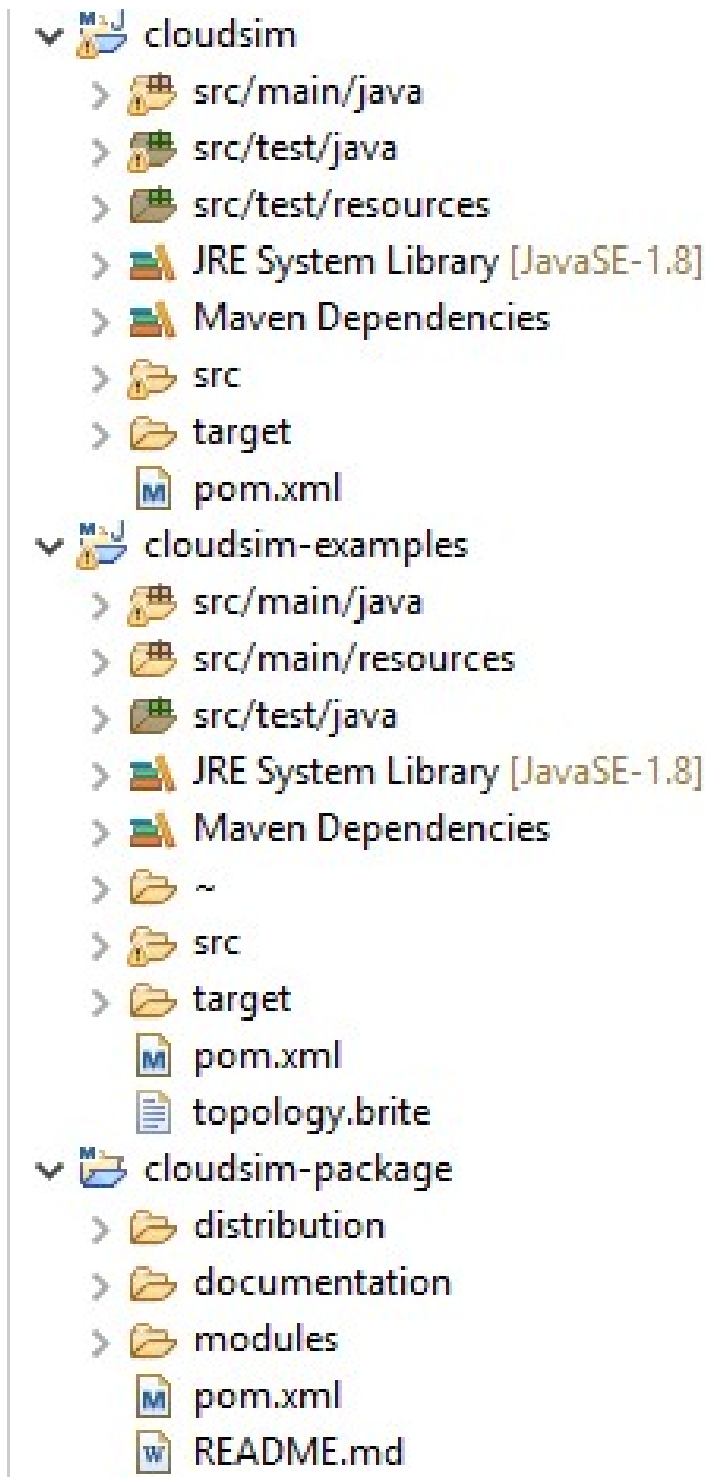 cloudsim
src/main/java
src/test/java
src/test/resources
JRE System Library [JavaSE-1.8]
Maven Dependencies
src
target
pom.xml
cloudsim-examples
src/main/java
src/main/resources
src/test/java
JRE System Library [JavaSE-1.8]
Maven Dependencies
~
src
target
pom.xml
topology.brite
cloudsim-package
distribution
documentation
modules
pom.xml
README.md